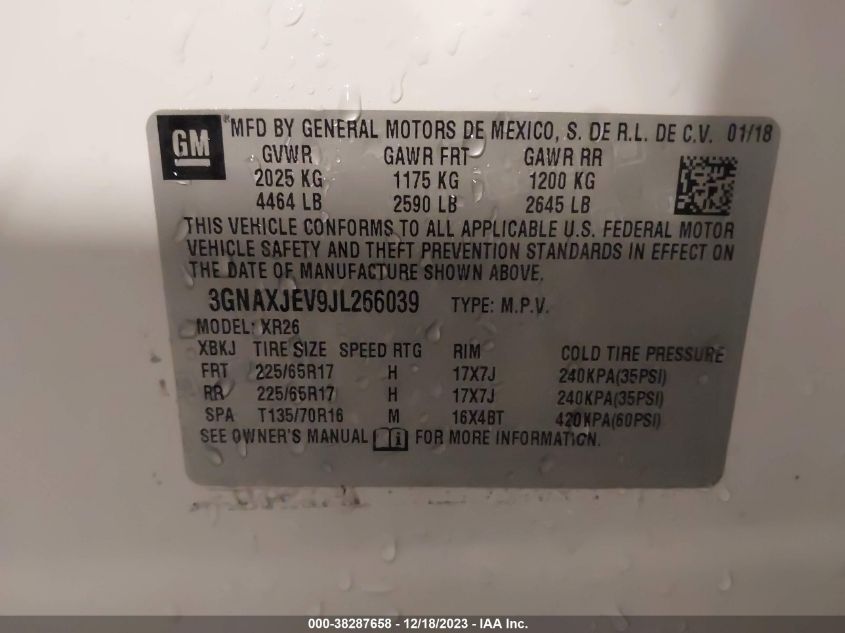 GM
*MFD BY GENERAL MOTORS DE MEXICO, S. DE R.L. DE C.V. 01/18
GVWR GAWR FRT GAWR RR
2025 KG 1175 KG 1200 KG
4464 LB 2590 LB 2645 LB
THIS VEHICLE CONFORMS TO ALL APPLICABLE U.S. FEDERAL MOTOR
VEHICLE SAFETY AND THEFT PREVENTION STANDARDS IN EFFECT ON
THE DATE OF MANUFACTURE SHOWN ABOVE.
3GNAXJEV9JL266039 TYPE: M.P.V.
MODEL: XR26
XBKJ TIRE SIZE SPEED RTG RIM COLD TIRE PRESSURE
FRT 225/65R17 H 17X7J 240KPA(35PSI)
RR 225/65R17 H 17X7J 240KPA(35PSI)
SPA T135/70R16 M 16X4BT 420KPA(60PSI)
SEE OWNER'S MANUAL FOR MORE INFORMATION.
000-38287658 - 12/18/2023 - IAA Inc.